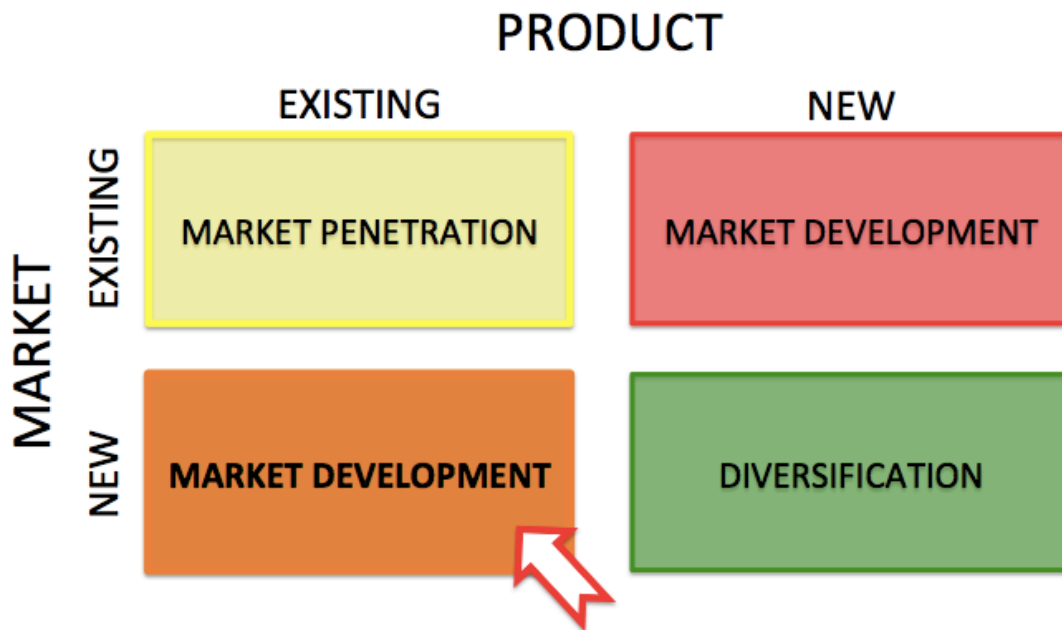 PRODUCT
EXISTING
NEW
MARKET
EXISTING
MARKET PENETRATION
MARKET DEVELOPMENT
NEW
MARKET DEVELOPMENT
DIVERSIFICATION